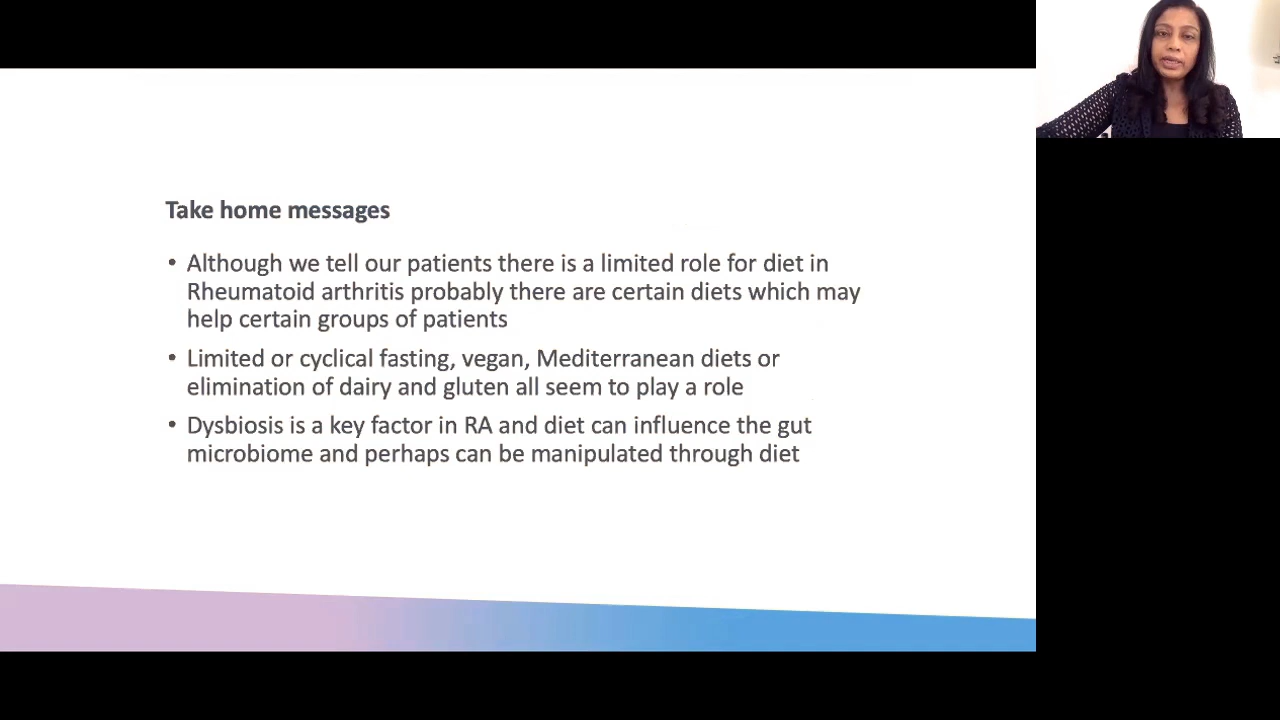 Take home messages
• Although we tell our patients there is a limited role for diet in
Rheumatoid arthritis probably there are certain diets which may
help certain groups of patients
• Limited or cyclical fasting, vegan, Mediterranean diets or
elimination of dairy and gluten all seem to play a role
• Dysbiosis is a key factor in RA and diet can influence the gut
microbiome and perhaps can be manipulated through diet